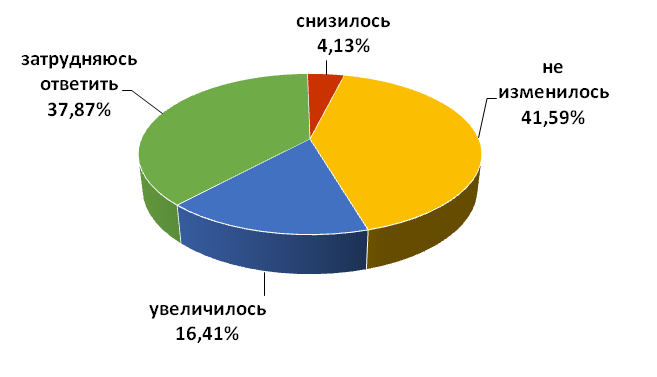 снизилось
4,13%
затрудняюсь
ответить
37,87%
не
изменилось
41,59%
увеличилось
16,41%